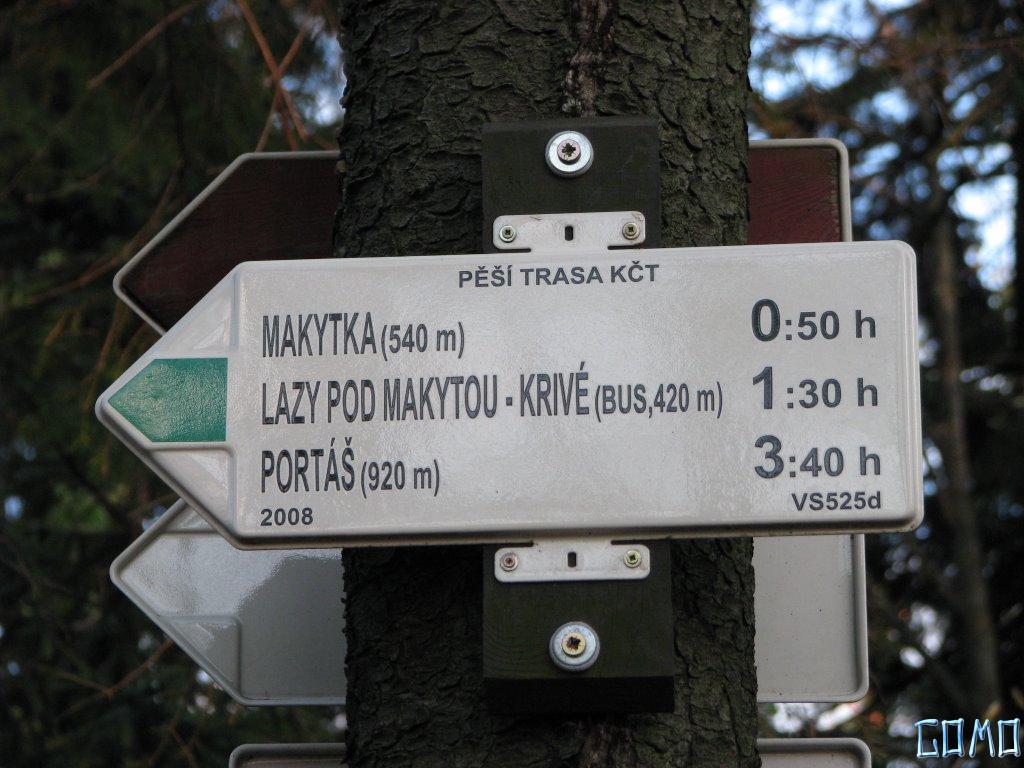 PĚŠÍ TRASA KČT
MAKYTKA (540 m) 0:50 h
LAZY POD MAKYTOU - KRIVÉ (BUS,420 m) 1:30 h
PORTÁŠ (920 m) 3:40 h
2008 VS525d
GOMO